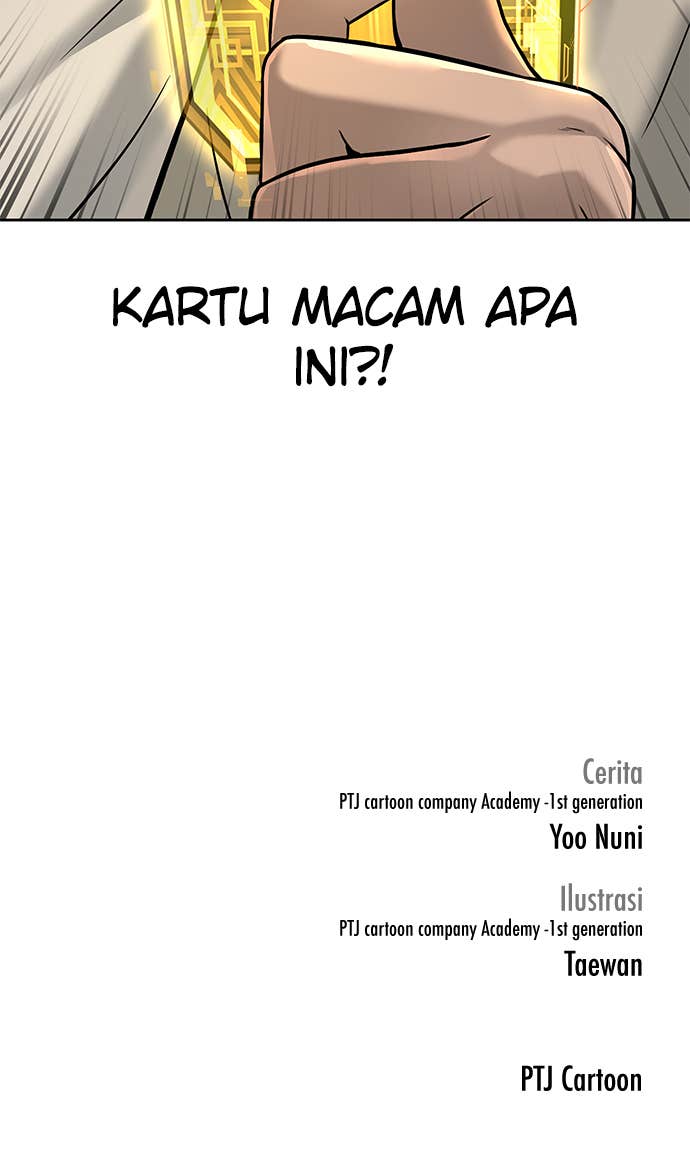 KARTU MACAM APA
INI?!
Cerita
PTJ cartoon company Academy -1st generation
Yoo Nuni
Ilustrasi
PTJ cartoon company Academy -1st generation
Taewan
PTJ Cartoon